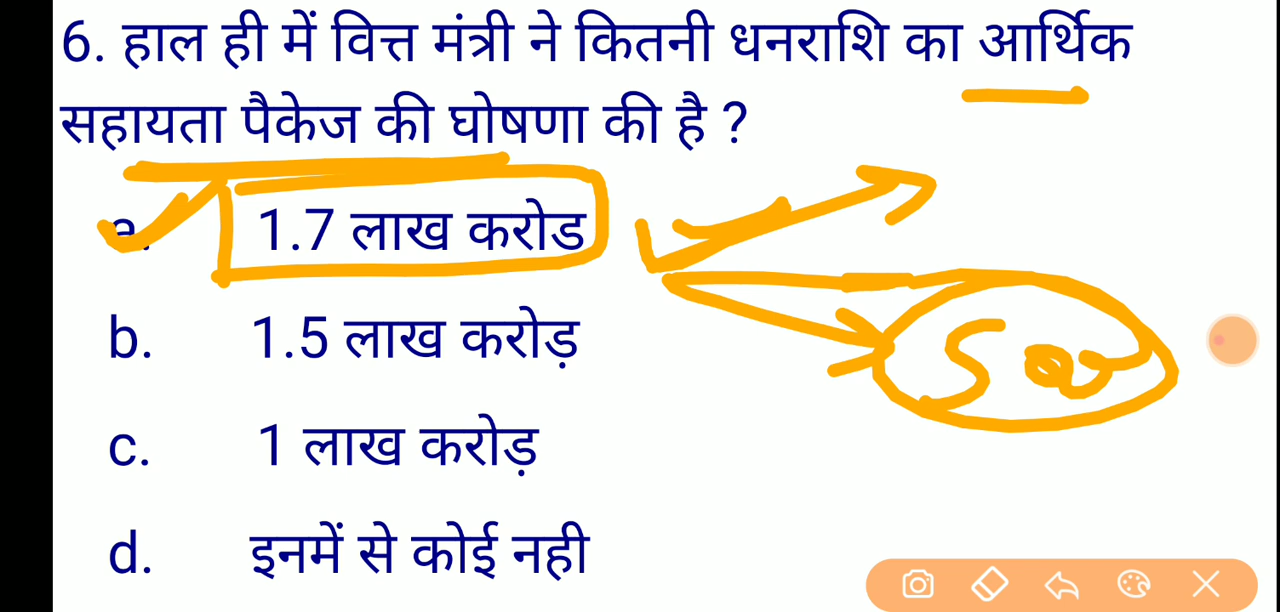 6. हाल ही में वित्त मंत्री ने कितनी धनराशि का आर्थिक
सहायता पैकेज की घोषणा की है ?
a. 1.7 लाख करोड
b. 1.5 लाख करोड़
c. 1 लाख करोड़
d. इनमें से कोई नही